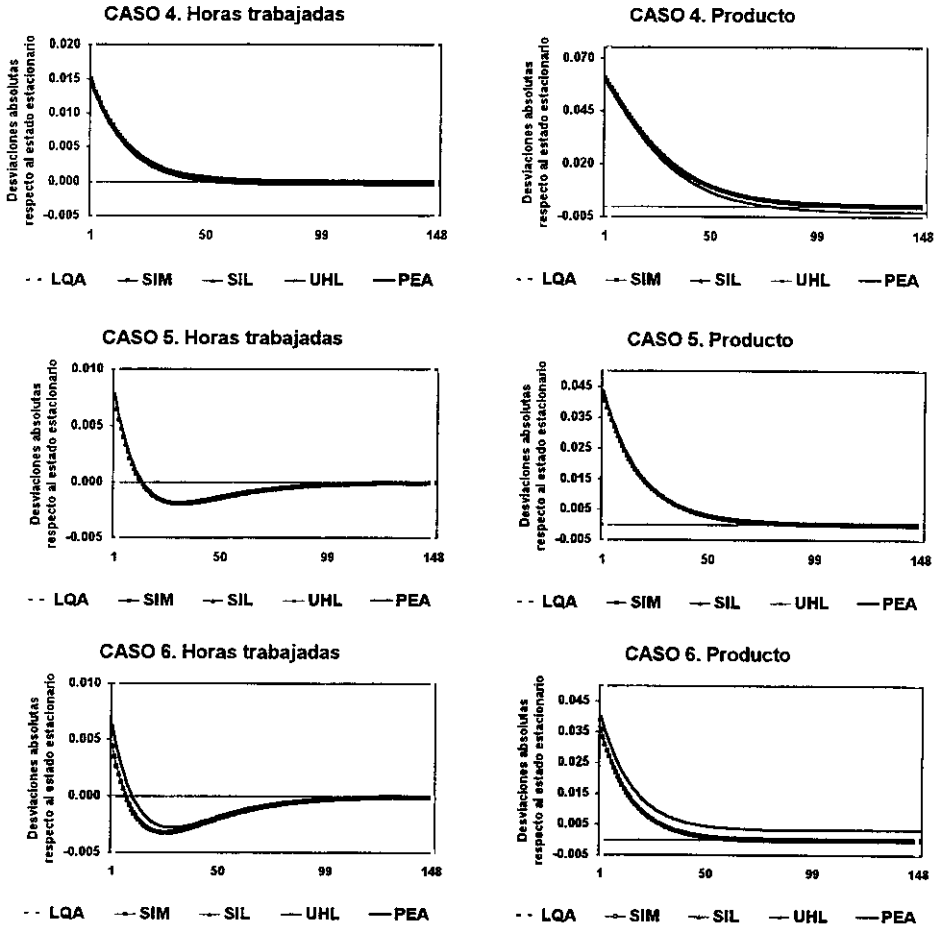 CASO 4. Horas trabajadas
Desviaciones absolutas
respecto al estado estacionario
0.020
0.015
0.010
0.005
0.000
-0.005
1 50 99 148
LQA SIM SIL UHL PEA
CASO 4. Producto
Desviaciones absolutas
respecto al estado estacionario
0.070
0.045
0.020
-0.005
1 50 99 148
LQA SIM SIL UHL PEA
CASO 5. Horas trabajadas
Desviaciones absolutas
respecto al estado estacionario
0.010
0.005
0.000
-0.005
1 50 99 148
LQA SIM SIL UHL PEA
CASO 5. Producto
Desviaciones absolutas
respecto al estado estacionario
0.045
0.035
0.025
0.015
0.005
-0.005
1 50 99 148
LQA SIM SIL UHL PEA
CASO 6. Horas trabajadas
Desviaciones absolutas
respecto al estado estacionario
0.010
0.005
0.000
-0.005
1 50 99 148
LQA SIM SIL UHL PEA
CASO 6. Producto
Desviaciones absolutas
respecto al estado estacionario
0.045
0.035
0.025
0.015
0.005
-0.005
1 50 99 148
LQA SIM SIL UHL PEA